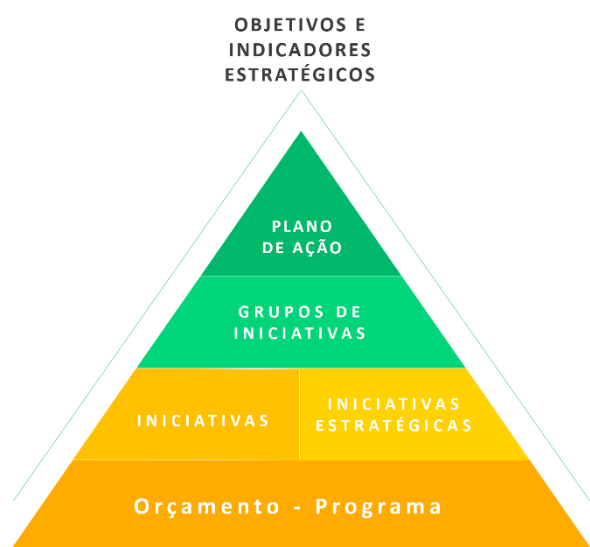 OBJETIVOS E
INDICADORES
ESTRATÉGICOS
PLANO
DE AÇÃO
GRUPOS DE
INICIATIVAS
INICIATIVAS
INICIATIVAS
ESTRATÉGICAS
Orçamento - Programa